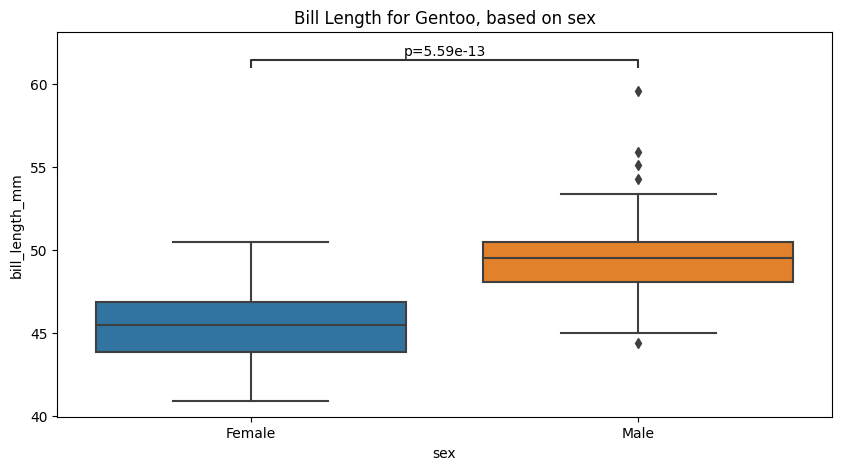 Bill Length for Gentoo, based on sex
p=5.59e-13
60
55
50
45
40
bill_length_mm
Female
Male
sex